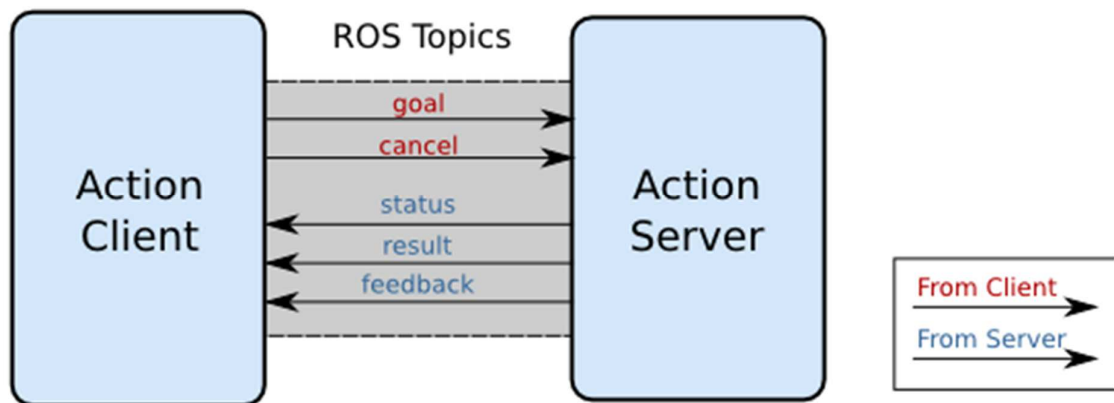 ROS Topics
Action
Client
goal
cancel
status
result
feedback
Action
Server
From Client
From Server